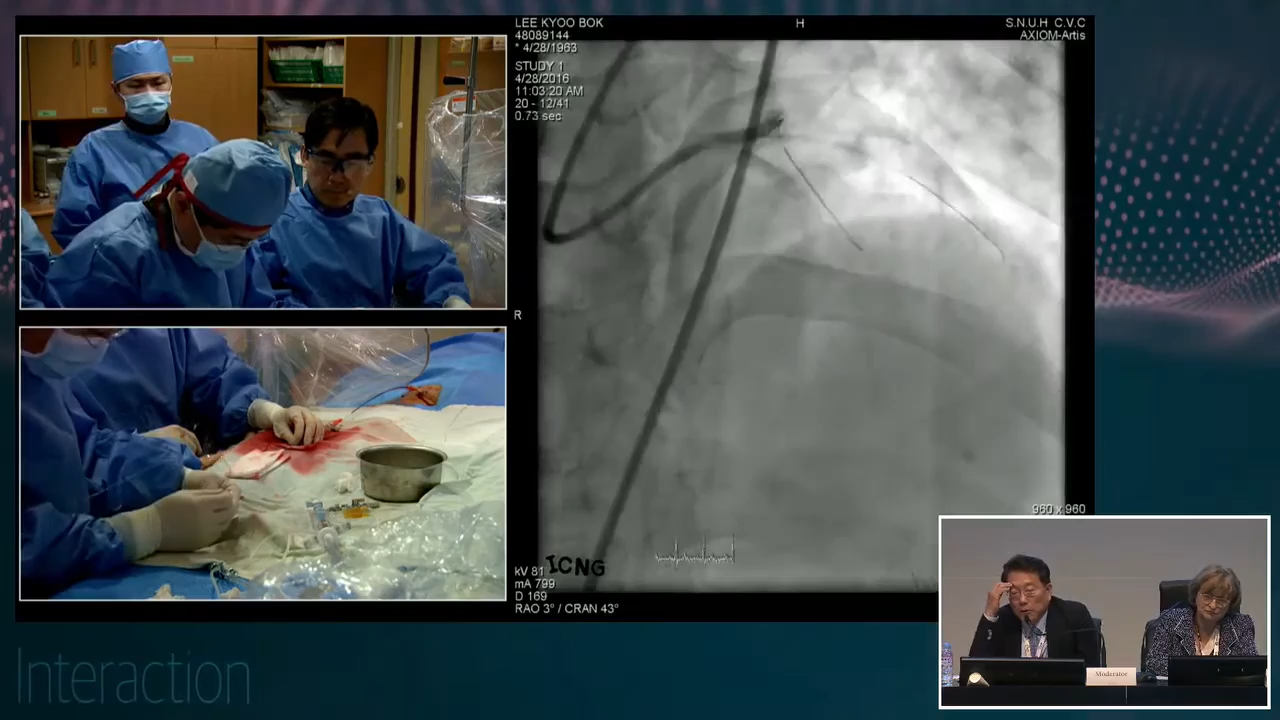 LEE KYOO BOK
48089144
* 4/28/1963
STUDY 1
4/28/2016
11:03:20 AM
20 - 12/41
0.73 sec
H
S.N.U.H C.V.C
AXIOM-Artis
R
960 x 960
ICNG
kV 81
mA 799
D 169
RAO 3° / CRAN 43°
Moderator
Interaction